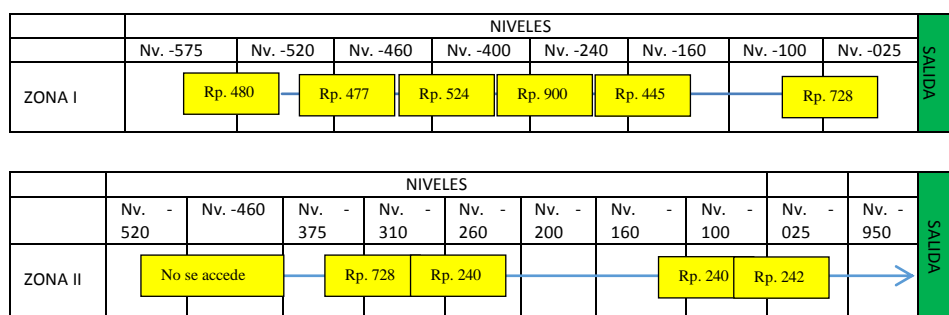 NIVELES
Nv. -575 Nv. -520 Nv. -460 Nv. -400 Nv. -240 Nv. -160 Nv. -100 Nv. -025
SALIDA
ZONA I
Rp. 480 Rp. 477 Rp. 524 Rp. 900 Rp. 445 Rp. 728
NIVELES
Nv. - 520 Nv. -460 Nv. - 375 Nv. - 310 Nv. - 260 Nv. - 200 Nv. - 160 Nv. - 100 Nv. - 025 Nv. - 950
SALIDA
ZONA II
No se accede Rp. 728 Rp. 240 Rp. 240 Rp. 242